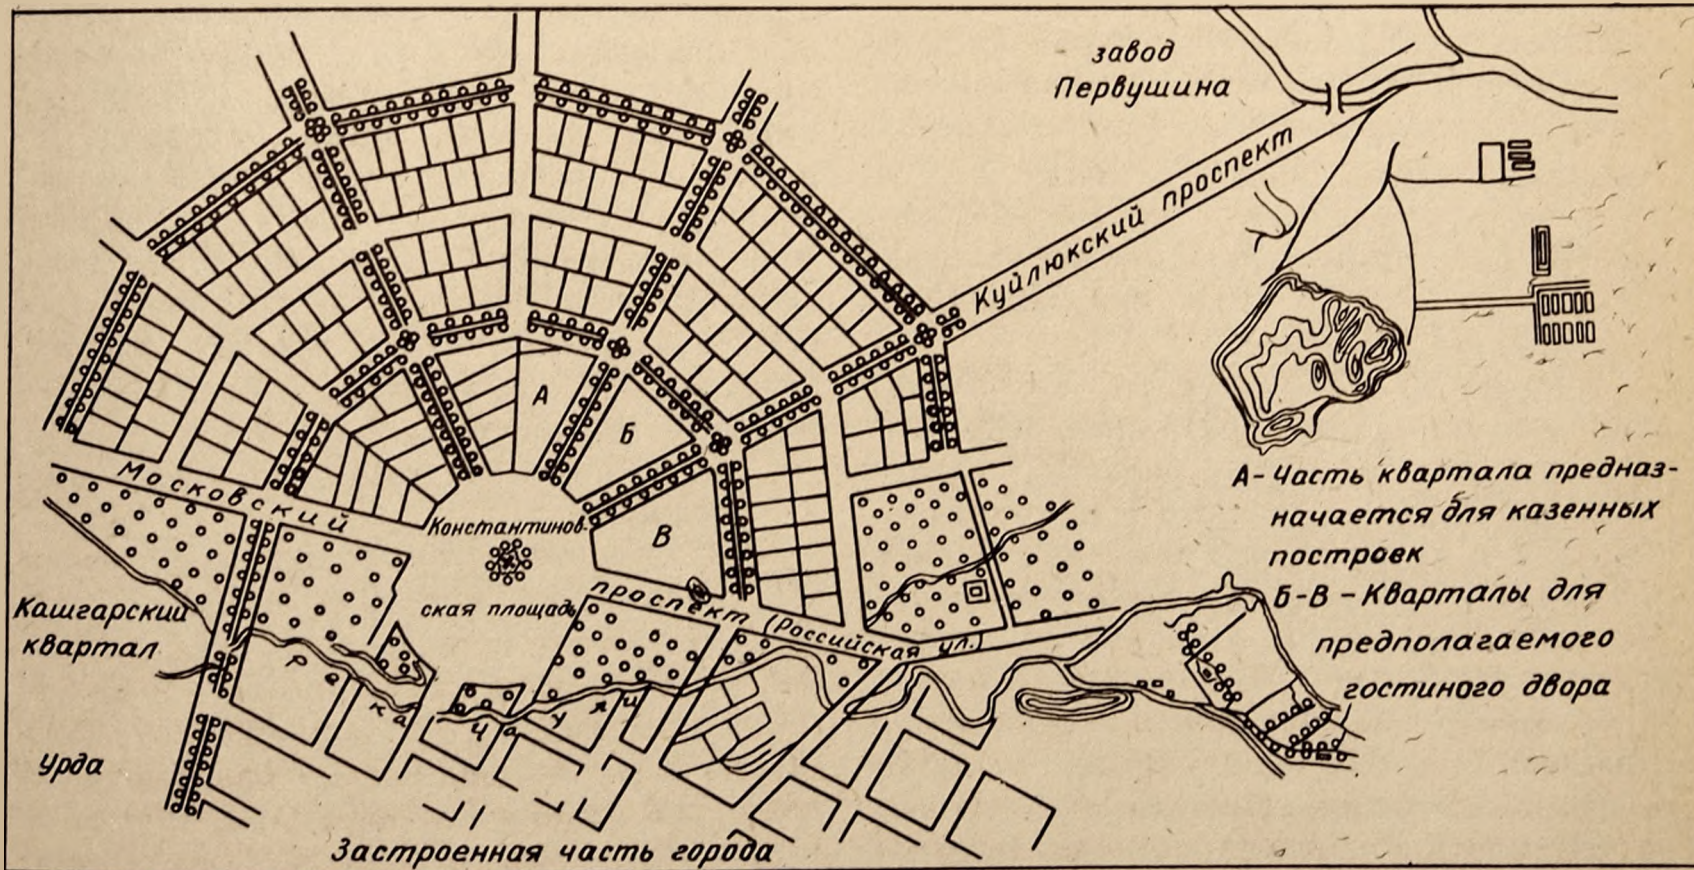 завод
Первушина
Куйлюкский проспект
А
Б
В
Московский
Константинов-
ская площадь
проспект (Российская ул.)
Кашгарский
квартал
Река Чаули
Урда
Застроенная часть города
А- Часть квартала предназ-
начается для казенных
построек
Б-В - Кварталы для
предполагаемого
гостиного двора